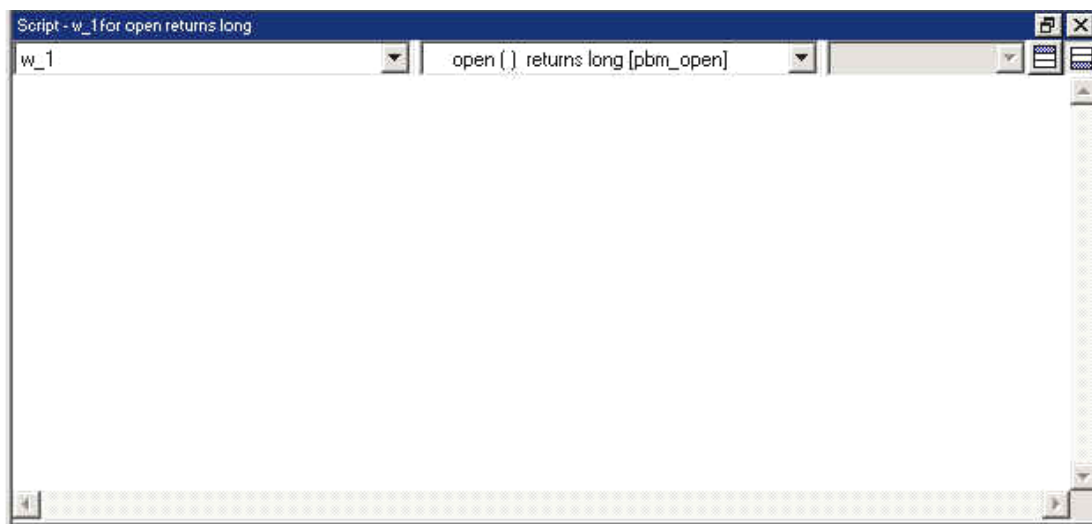 Script - w_1 for open returns long
w_1
open ( ) returns long [pbm_open]